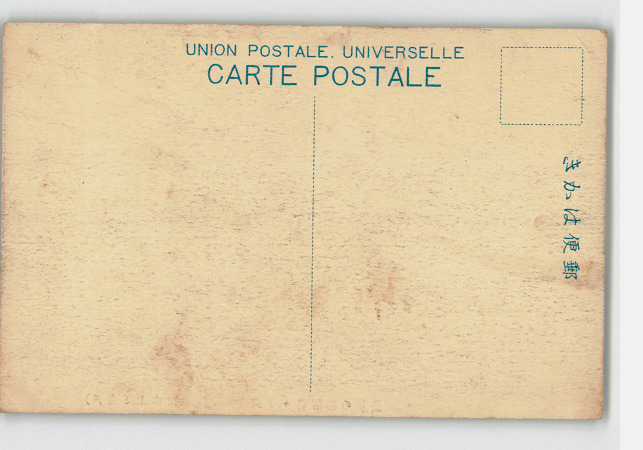 UNION POSTALE. UNIVERSELLE
CARTE POSTALE
きかは便郵